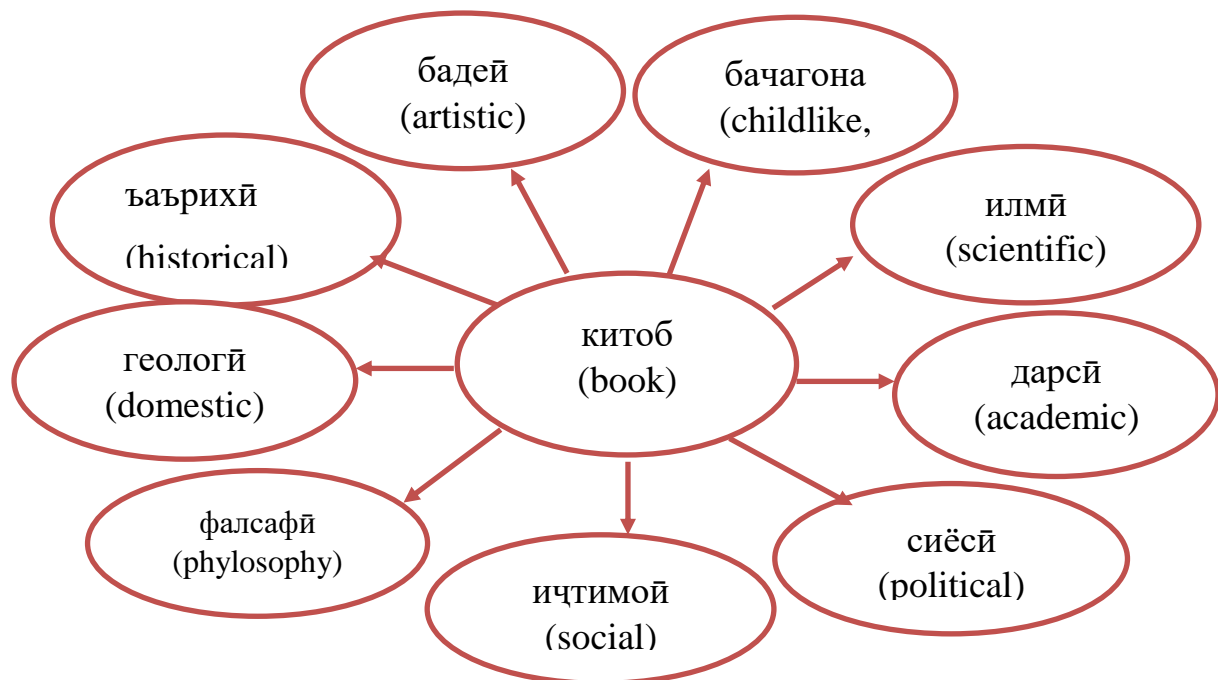 бадеӣ
(artistic)
бачагона
(childlike,
ъаърихӣ
(historical)
илмӣ
(scientific)
китоб
(book)
геологӣ
(domestic)
дарсӣ
(academic)
фалсафӣ
(phylosophy)
сиёсӣ
(political)
иҷтимоӣ
(social)